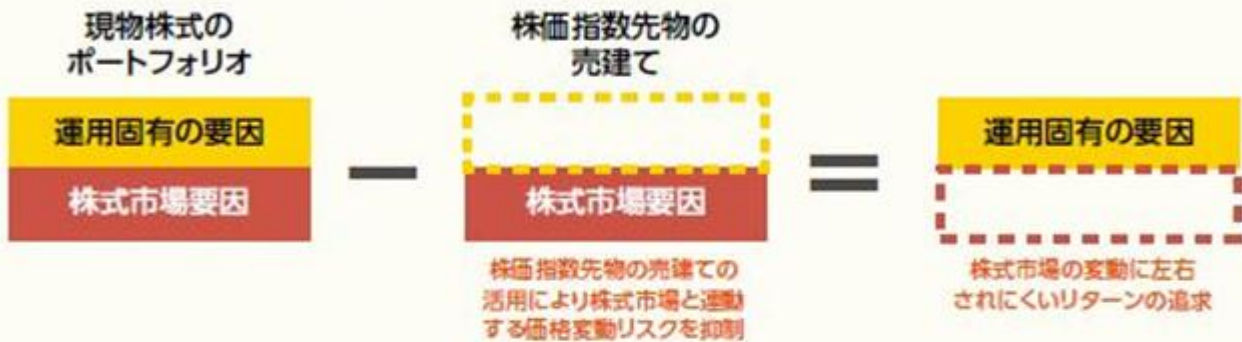 現物株式の
ポートフォリオ
運用固有の要因
株式市場要因
株価指数先物の
売建て
株式市場要因
株価指数先物の売建ての
活用により株式市場と連動
する価格変動リスクを抑制
運用固有の要因
株式市場の変動に左右
されにくいリターンの追求